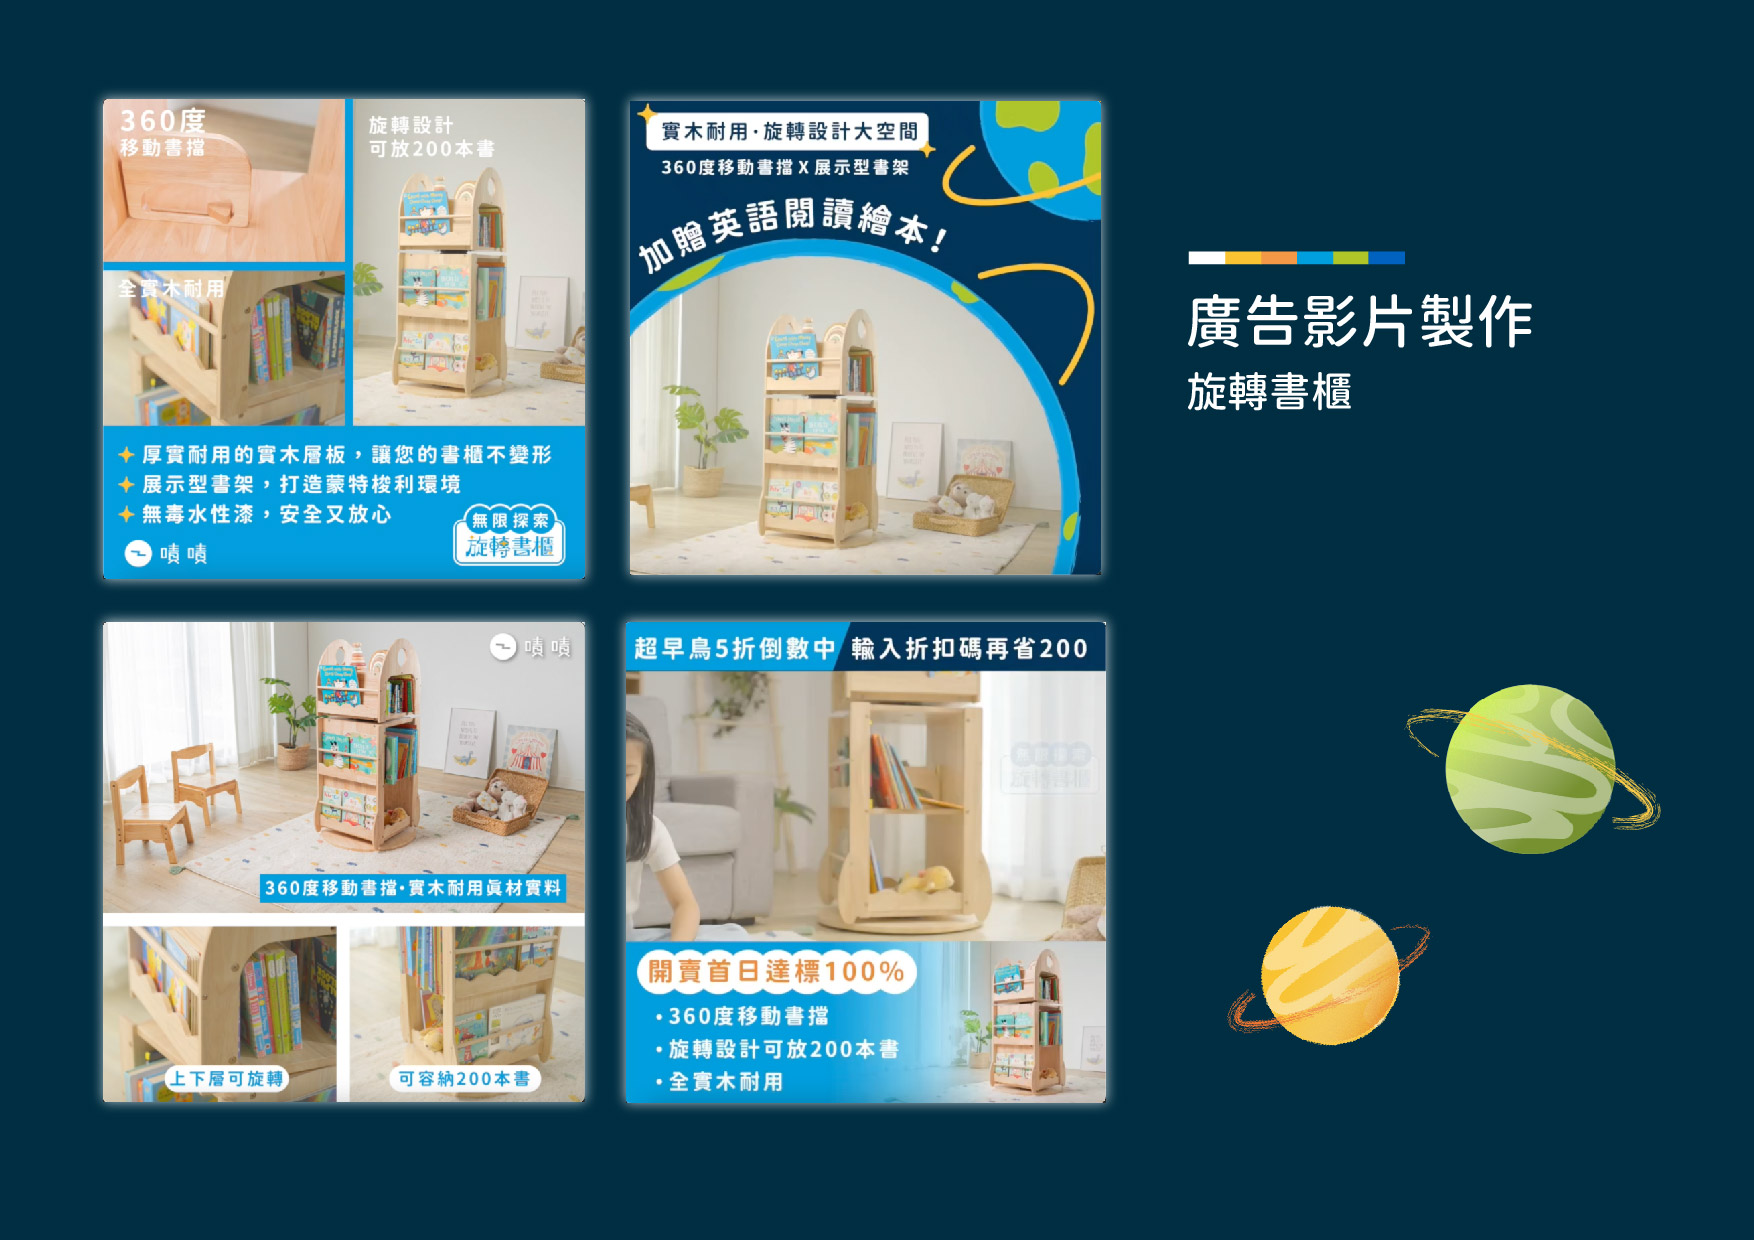 360度
移動書擋
旋轉設計
可放200本書
全實木耐用
厚實耐用的實木層板，讓您的書櫃不變形
展示型書架，打造蒙特梭利環境
無毒水性漆，安全又放心
無限探索
旋轉書櫃
嘖嘖
實木耐用·旋轉設計大空間
360度移動書擋X展示型書架
加贈英語閱讀繪本!
廣告影片製作
旋轉書櫃
嘖嘖
360度移動書擋·實木耐用眞材實料
上下層可旋轉
可容納200本書
超早鳥5折倒數中
輸入折扣碼再省200
無限探索
旋轉書櫃
開賣首日達標100%
·360度移動書擋
·旋轉設計可放200本書
·全實木耐用